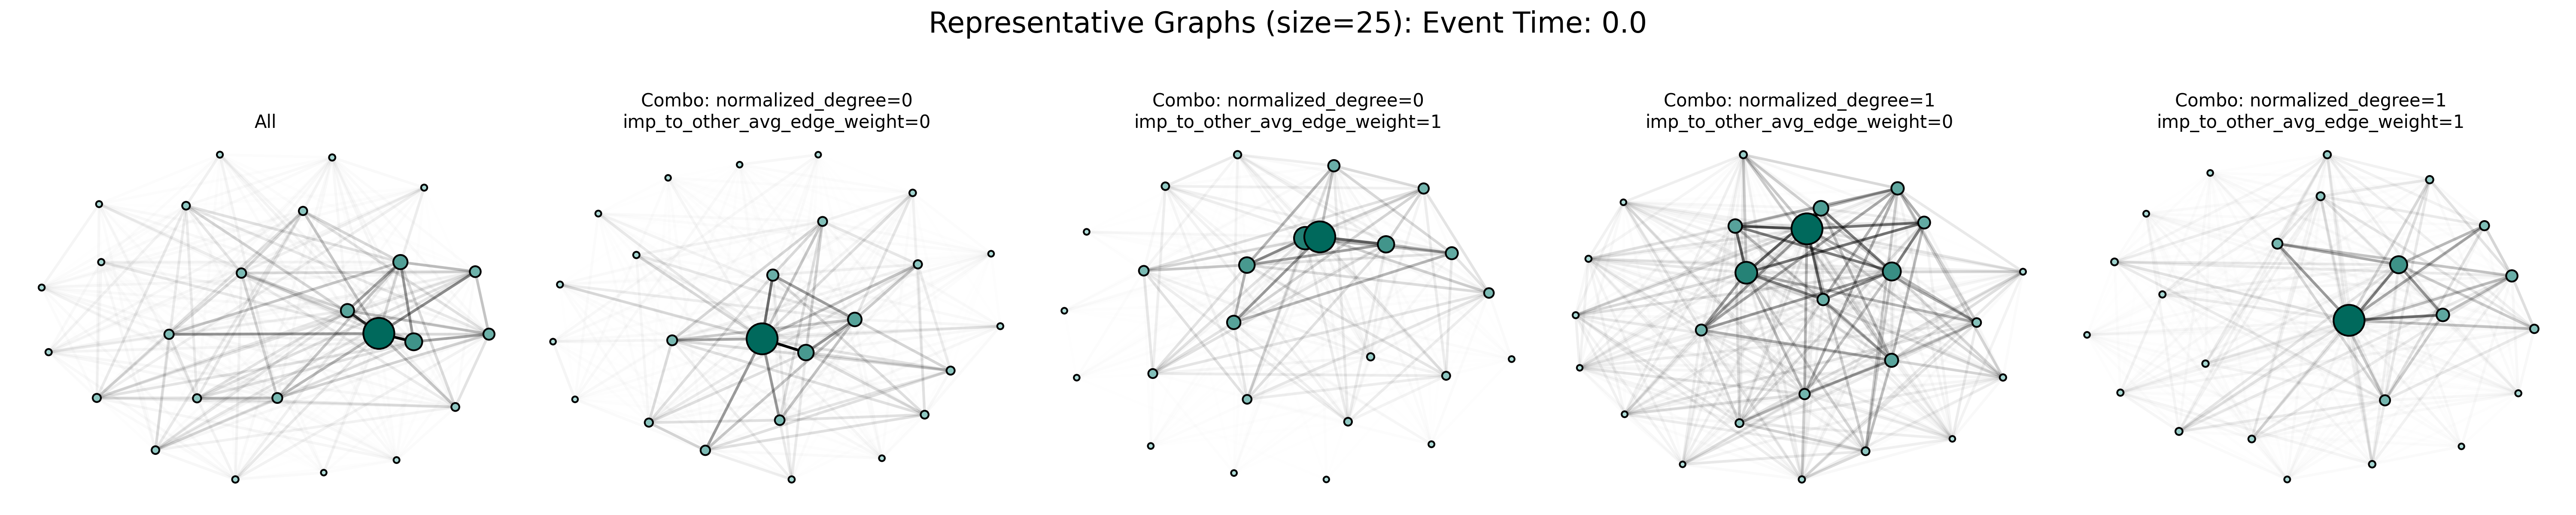 Representative Graphs (size=25): Event Time: 0.0
All
Combo: normalized_degree=0
imp_to_other_avg_edge_weight=0
Combo: normalized_degree=0
imp_to_other_avg_edge_weight=1
Combo: normalized_degree=1
imp_to_other_avg_edge_weight=0
Combo: normalized_degree=1
imp_to_other_avg_edge_weight=1